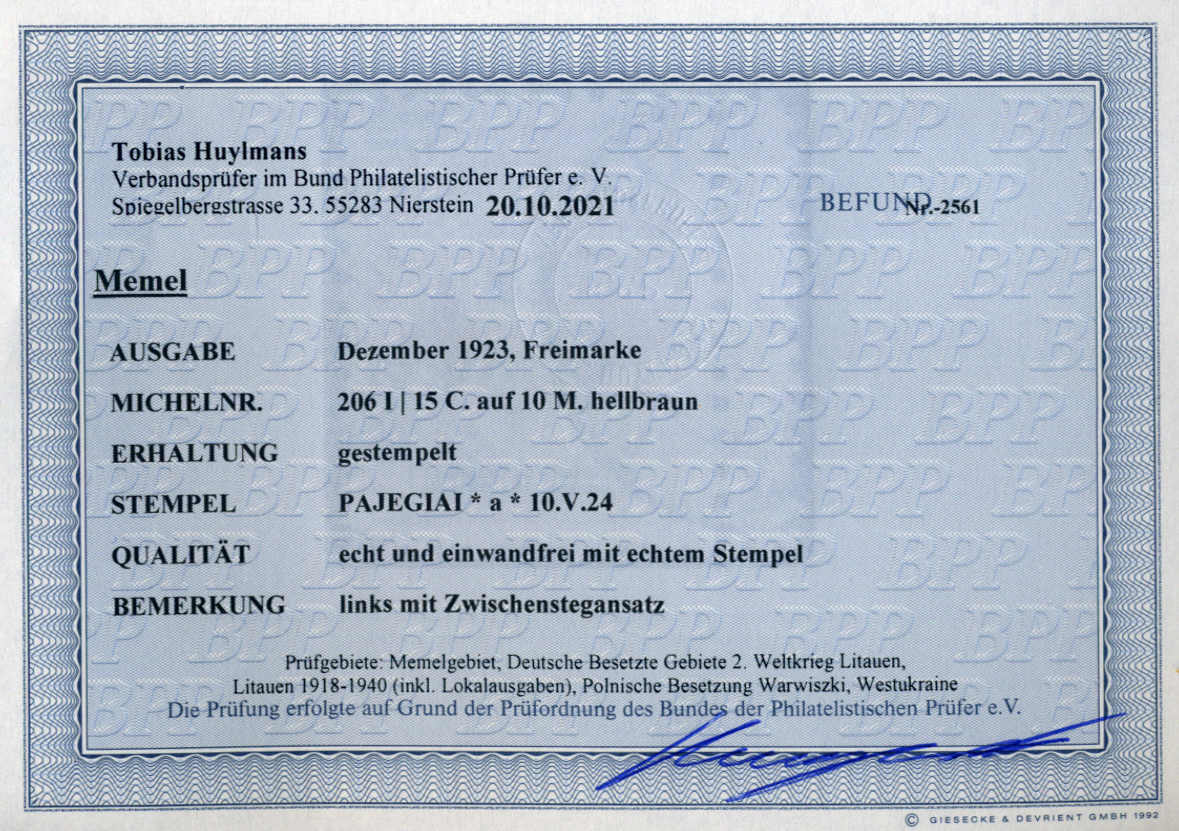 Tobias Huylmans
Verbandsprüfer im Bund Philatelistischer Prüfer e. V.
Spiegelbergstrasse 33. 55283 Nierstein 20.10.2021
BEFUND Nr.-2561
Memel
AUSGABE Dezember 1923, Freimarke
MICHELNR. 206 I | 15 C. auf 10 M. hellbraun
ERHALTUNG gestempelt
STEMPEL PAJEGIAI * a * 10.V.24
QUALITÄT echt und einwandfrei mit echtem Stempel
BEMERKUNG links mit Zwischenstegansatz
Prüfgebiete: Memelgebiet, Deutsche Besetzte Gebiete 2. Weltkrieg Litauen,
Litauen 1918-1940 (inkl. Lokalausgaben), Polnische Besetzung Warwiszki, Westukraine
Die Prüfung erfolgte auf Grund der Prüfordnung des Bundes der Philatelistischen Prüfer e.V.
© GIESECKE & DEVRIENT GMBH 1992